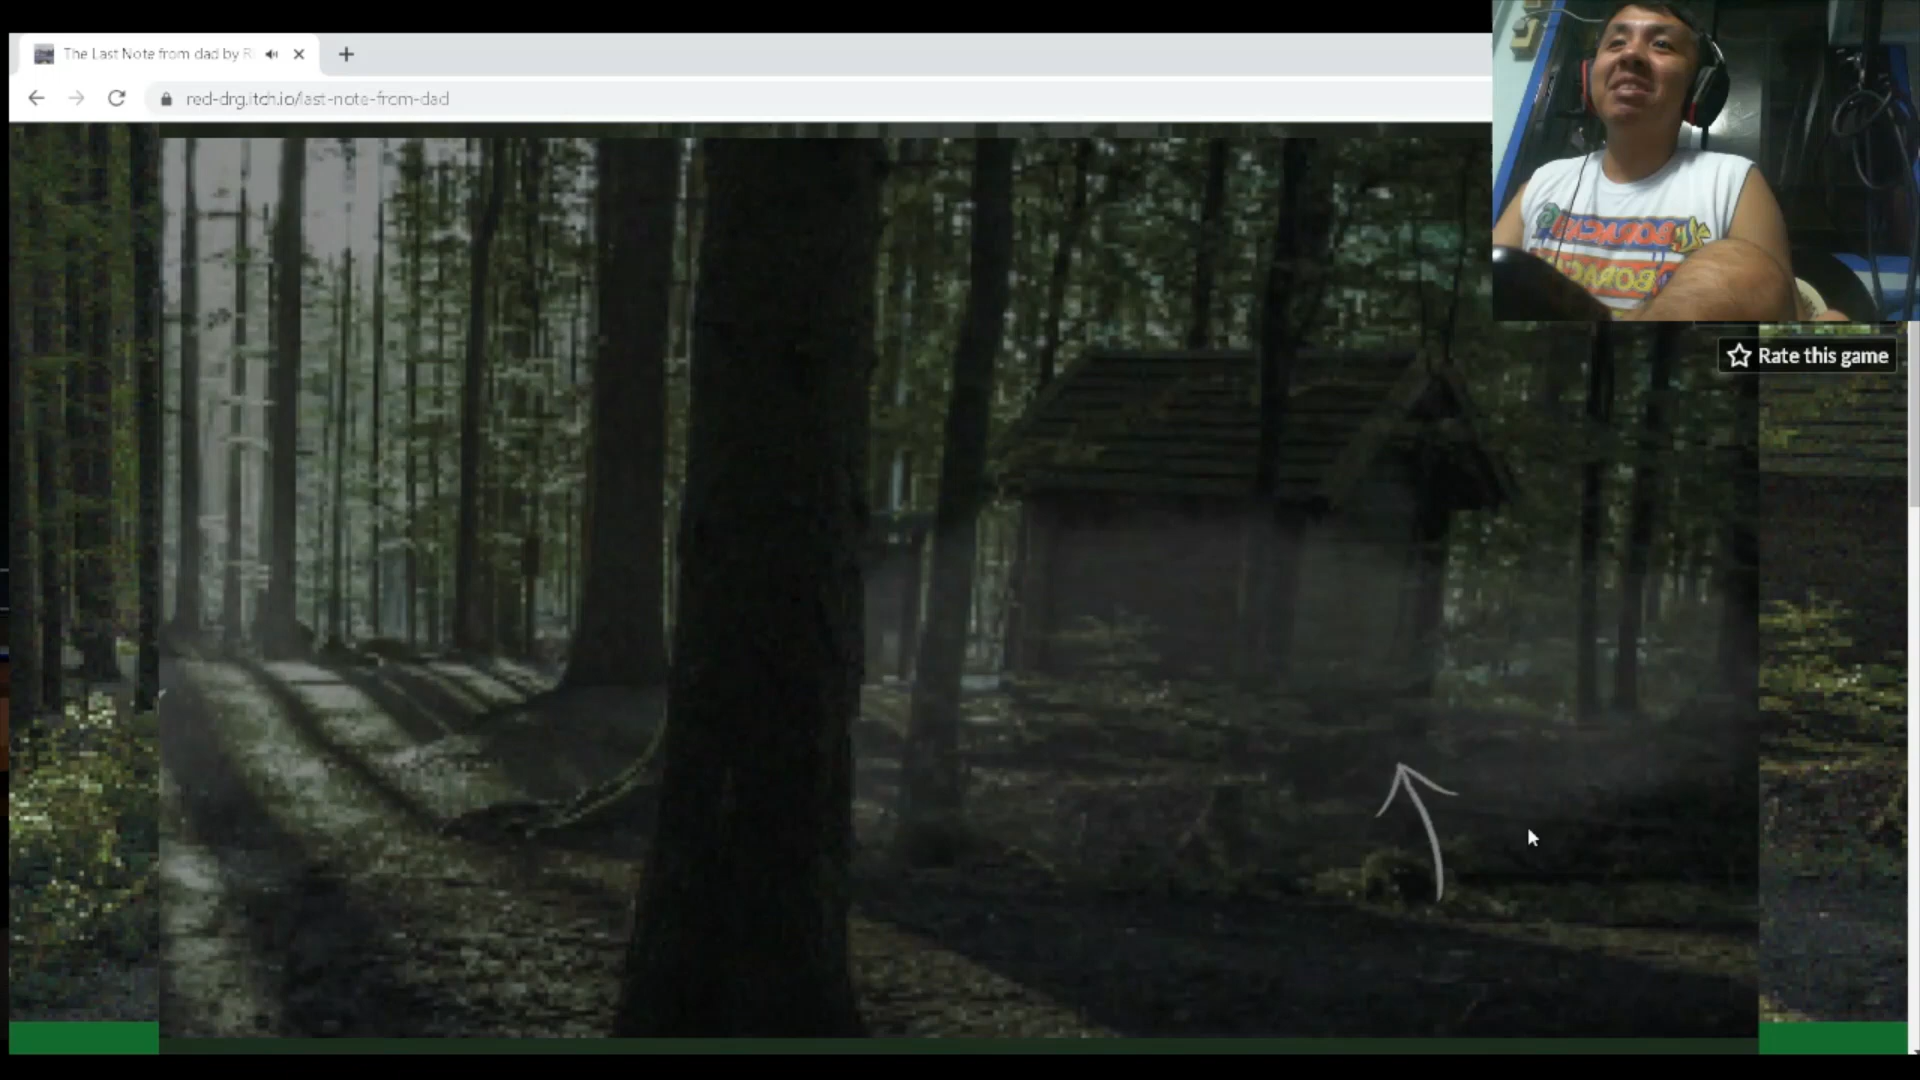 The Last Note from dad by R
red-drg.itch.io/last-note-from-dad
Rate this game